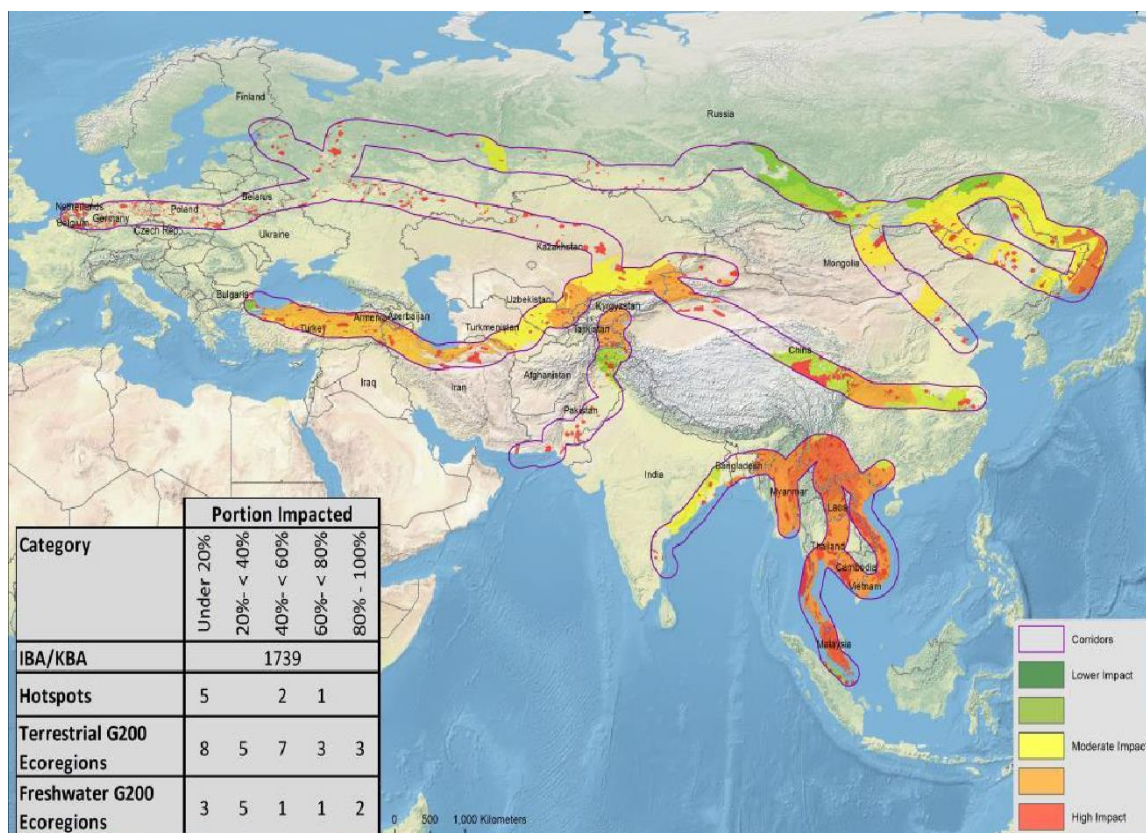 Finland
Russia
Netherlands
Belgium
Germany
Poland
Belarus
Czech Rep.
Ukraine
Kazakhstan
Mongolia
Bulgaria
Uzbekistan
Kyrgyzstan
Turkey
Armenia
Azerbaijan
Turkmenistan
Tajikistan
China
Iraq
Iran
Afghanistan
Pakistan
India
Bangladesh
Myanmar
Laos
Thailand
Cambodia
Vietnam
Malaysia
Portion Impacted
Category
Under 20%
20%- < 40%
40%- < 60%
60%- < 80%
80% - 100%
IBA/KBA 1739
Hotspots 5 2 1
Terrestrial G200
Ecoregions 8 5 7 3 3
Freshwater G200
Ecoregions 3 5 1 1 2
0 500 1,000 Kilometers
Corridors
Lower Impact
Moderate Impac
High Impact